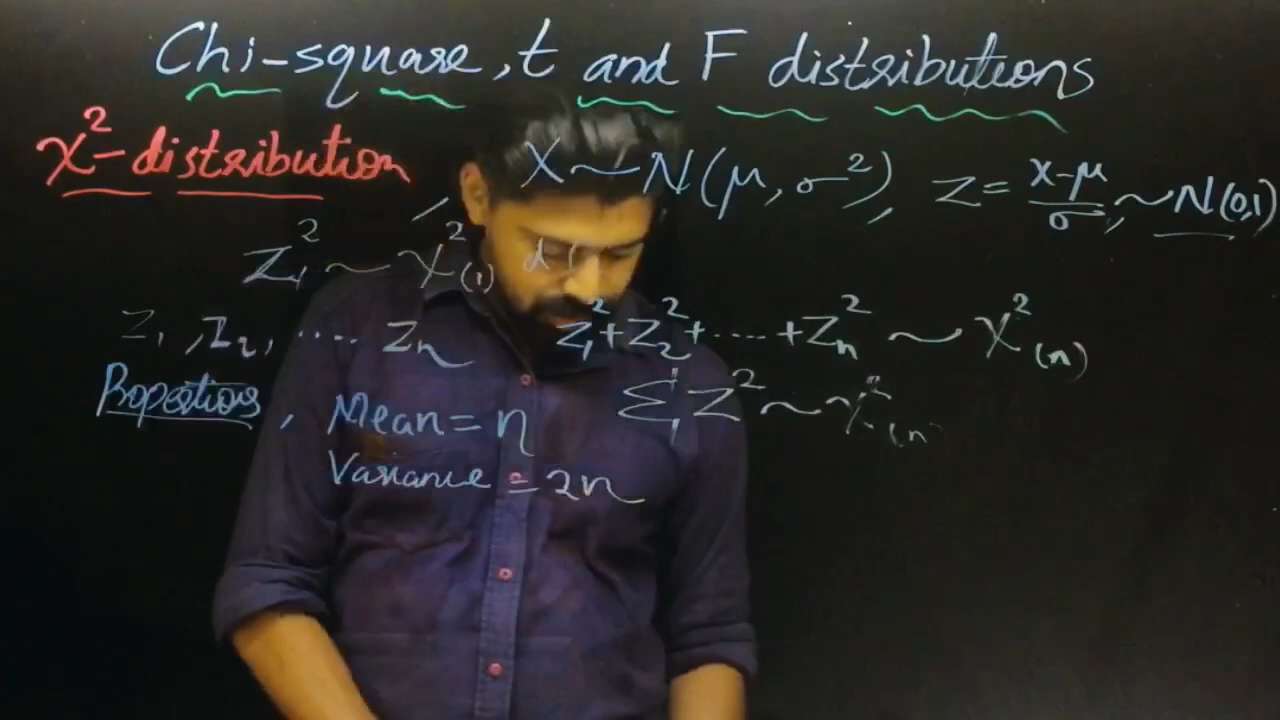 Chi-square, t and F distributions
χ²-distribution X ~ N(μ, σ²), Z = X-μ/σ, ~ N(0,1)
Z₁² ~ χ²(1) d
Z₁, Z₂, .... Zn Z₁² + Z₂² + .... + Zn² ~ χ²(n)
Properties, Mean = n ∑₁ⁿ Z² ~ χ²(n)
Variance = 2n